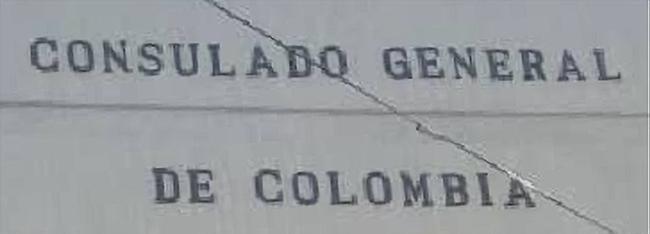 CONSULADO GENERAL
DE COLOMBIA